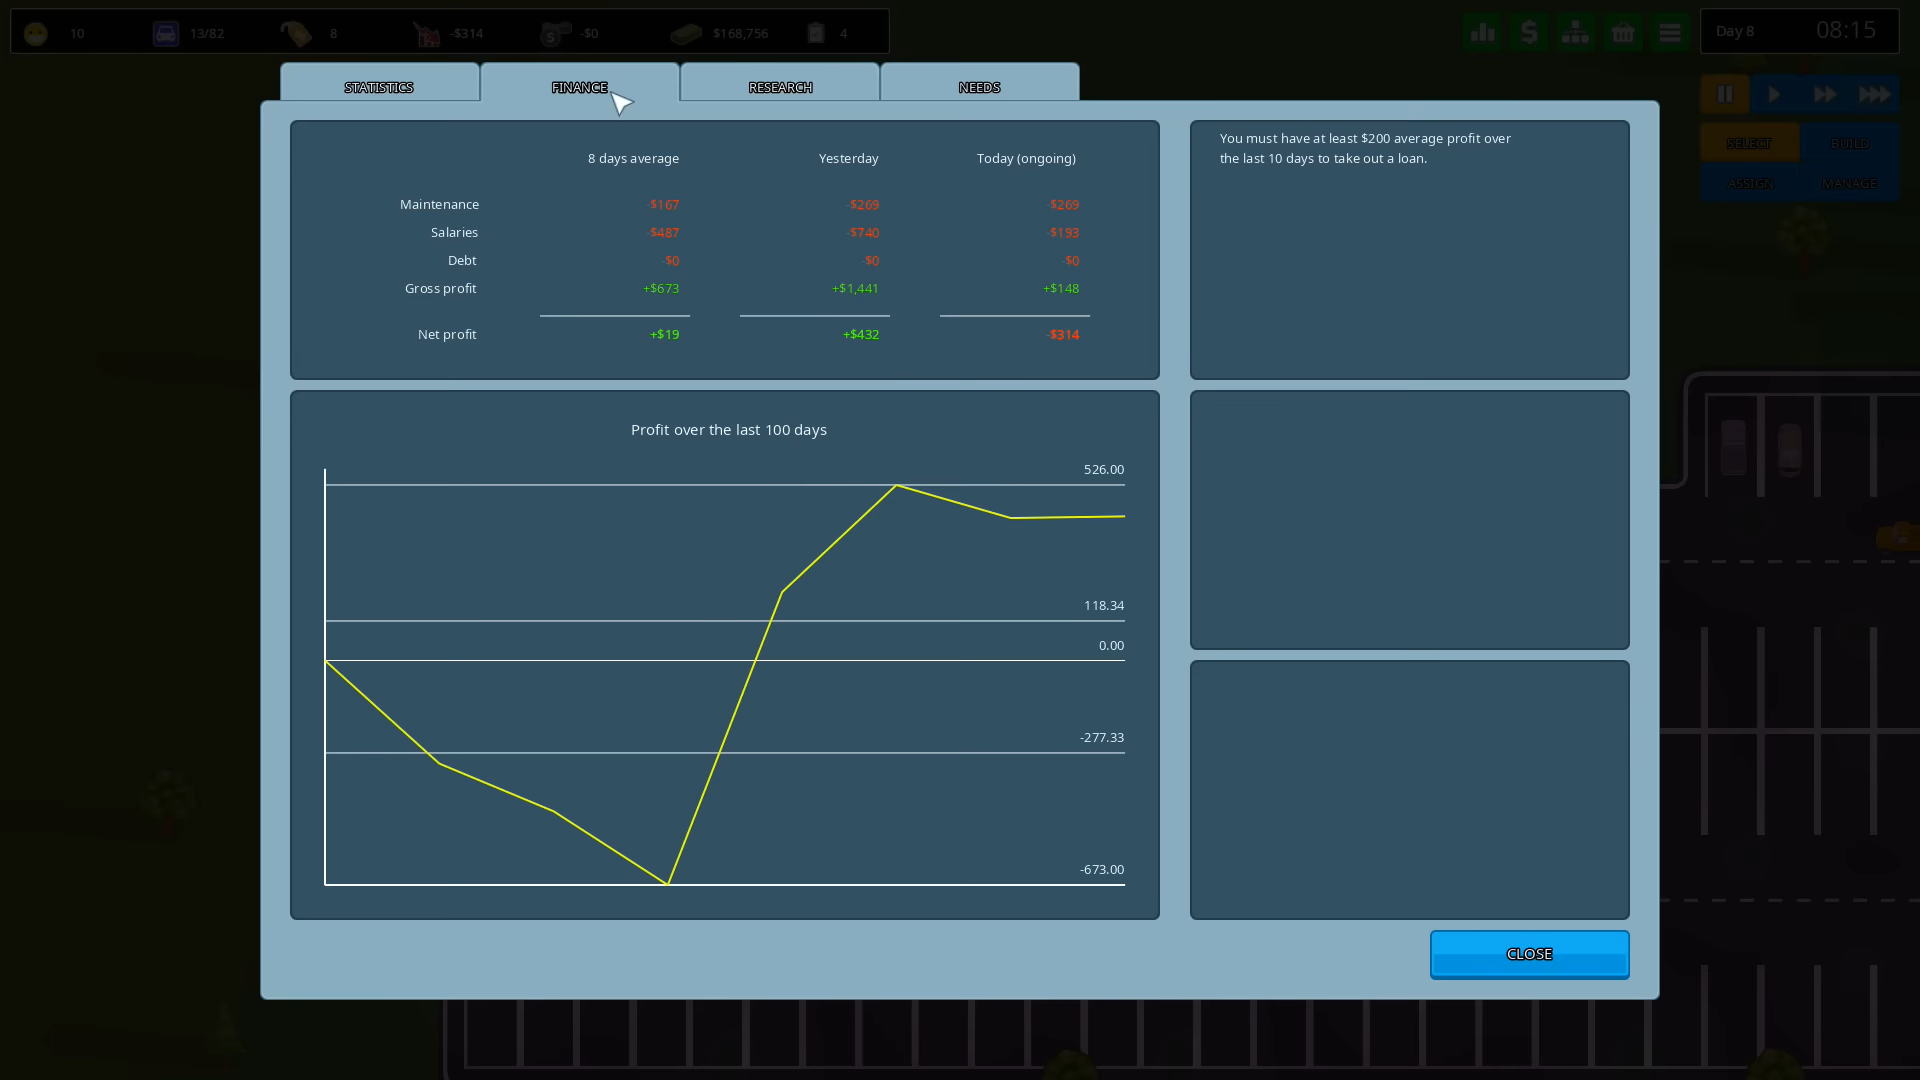 10 13/82 8 -$314 -$0 $168,756 4 Day 8 08:15
STATISTICS FINANCE RESEARCH NEEDS
8 days average Yesterday Today (ongoing)
Maintenance -$167 -$269 -$269
Salaries -$487 -$740 -$193
Debt -$0 -$0 -$0
Gross profit +$673 +$1,441 +$148
Net profit +$19 +$432 -$314
You must have at least $200 average profit over
the last 10 days to take out a loan.
SELECT BUILD
ASSIGN MANAGE
Profit over the last 100 days
526.00
118.34
0.00
-277.33
-673.00
CLOSE